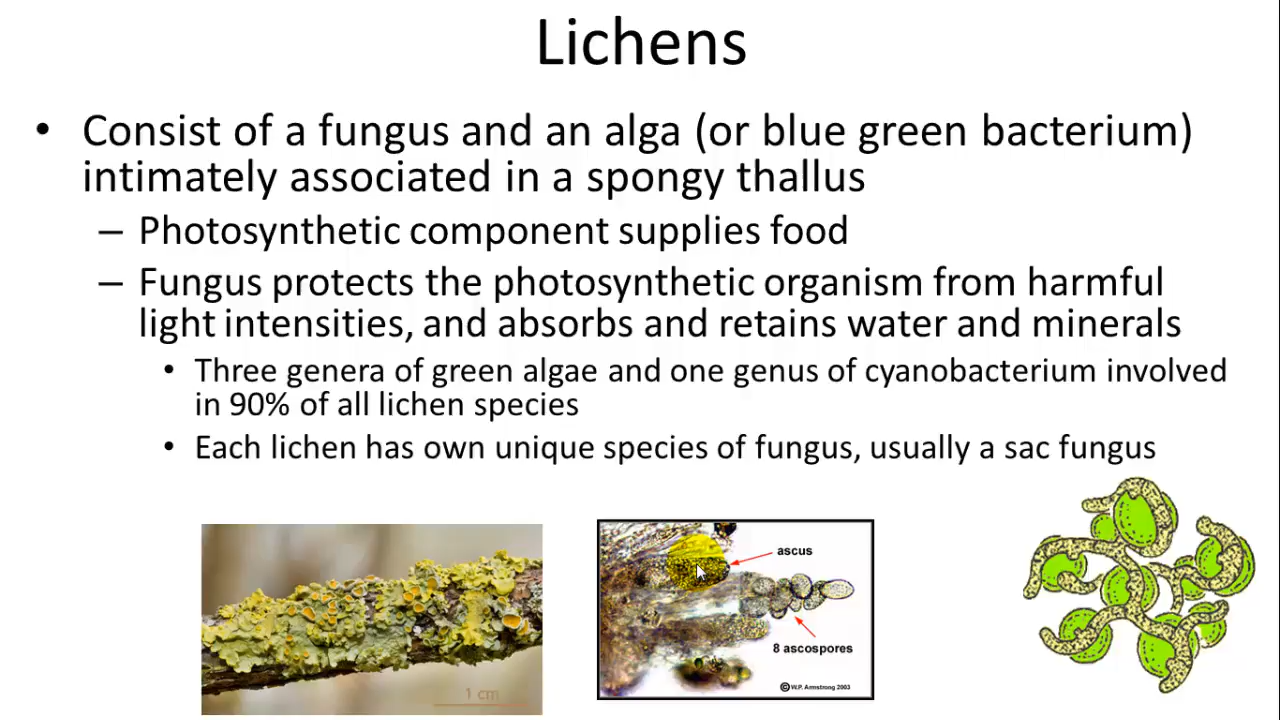 Lichens
• Consist of a fungus and an alga (or blue green bacterium)
intimately associated in a spongy thallus
– Photosynthetic component supplies food
– Fungus protects the photosynthetic organism from harmful
light intensities, and absorbs and retains water and minerals
• Three genera of green algae and one genus of cyanobacterium involved
in 90% of all lichen species
• Each lichen has own unique species of fungus, usually a sac fungus
1 cm
ascus
8 ascospores
© W.P. Armstrong 2003